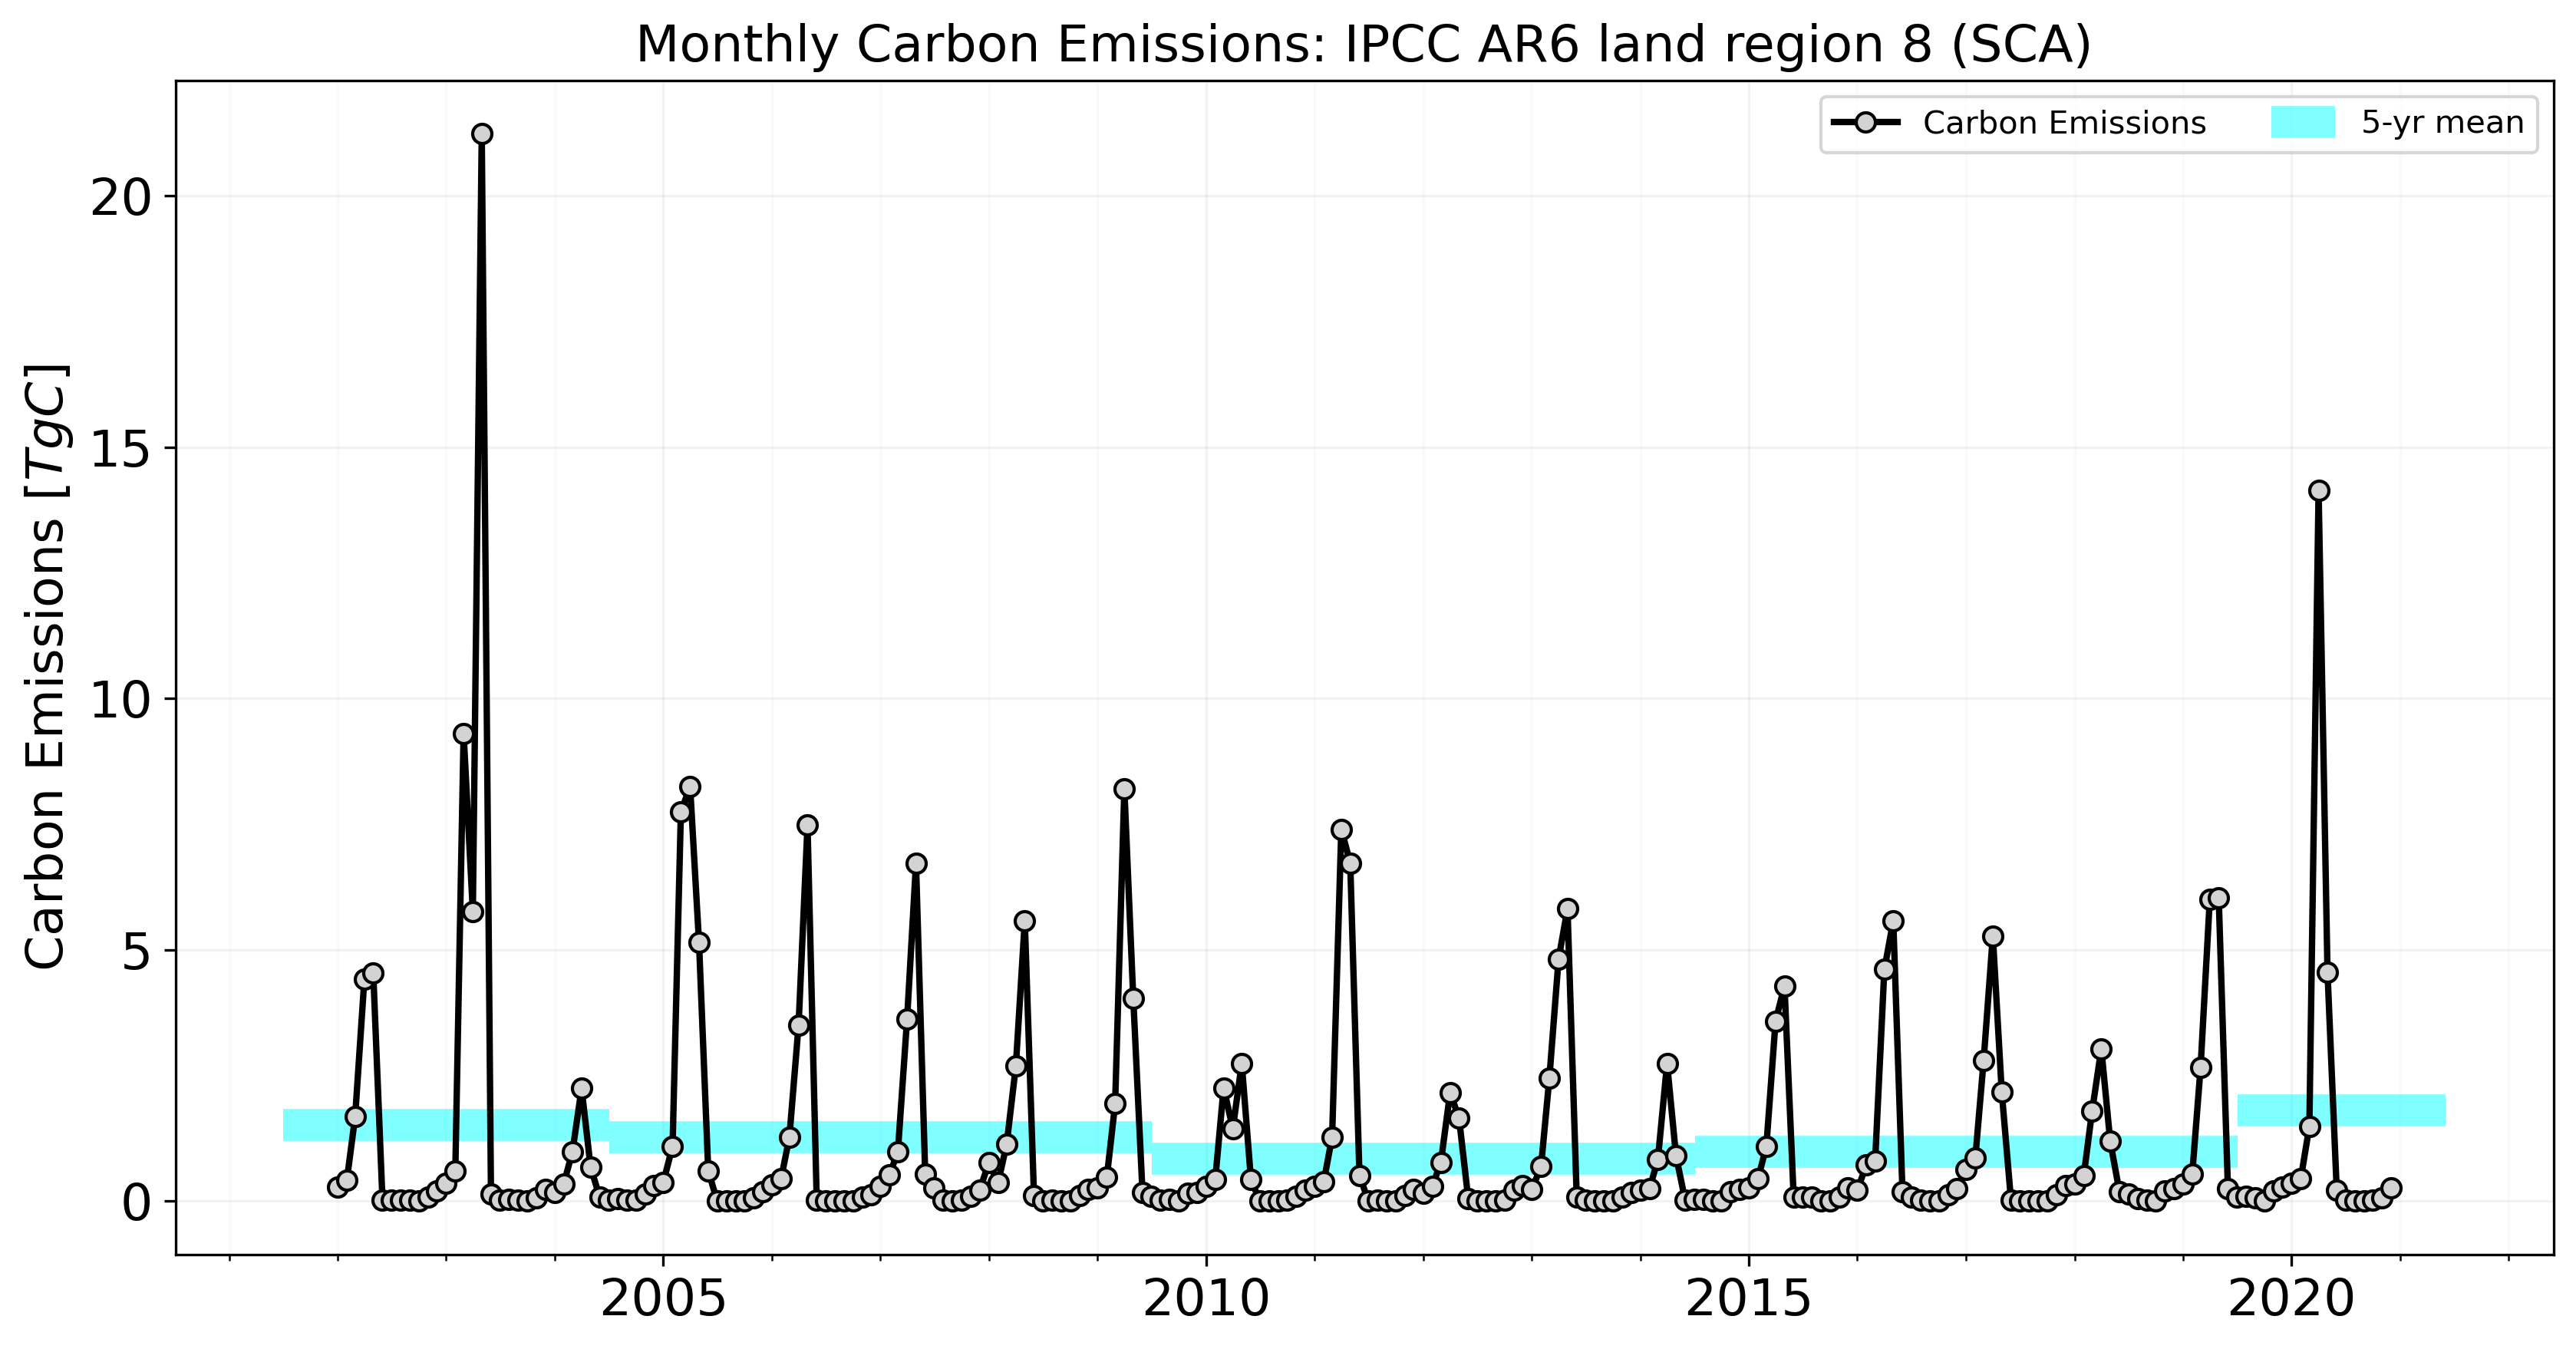 Monthly Carbon Emissions: IPCC AR6 land region 8 (SCA)
Carbon Emissions
5-yr mean
Carbon Emissions [TgC]
20
15
10
5
0
2005
2010
2015
2020